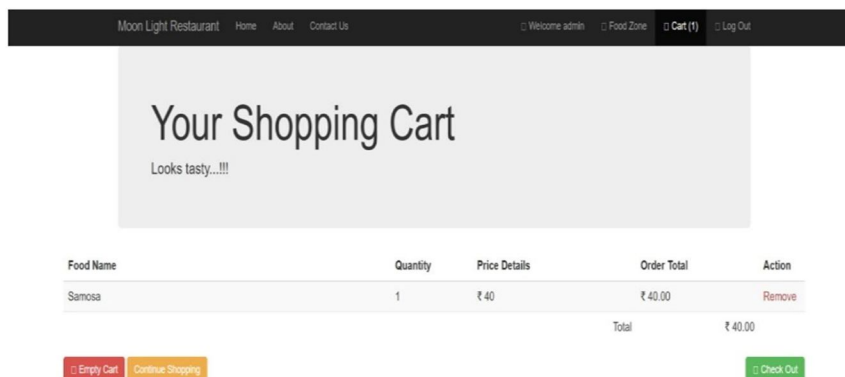 Moon Light Restaurant Home About Contact Us Welcome admin Food Zone Cart (1) Log Out
Your Shopping Cart
Looks tasty...!!!
Food Name Quantity Price Details Order Total Action
Samosa 1 ₹ 40 ₹ 40.00 Remove
Total ₹ 40.00
Empty Cart Continue Shopping Check Out